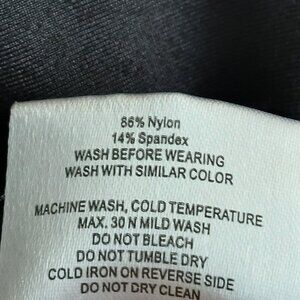 86% Nylon
14% Spandex
WASH BEFORE WEARING
WASH WITH SIMILAR COLOR
MACHINE WASH, COLD TEMPERATURE
MAX. 30 N MILD WASH
DO NOT BLEACH
DO NOT TUMBLE DRY
COLD IRON ON REVERSE SIDE
DO NOT DRY CLEAN